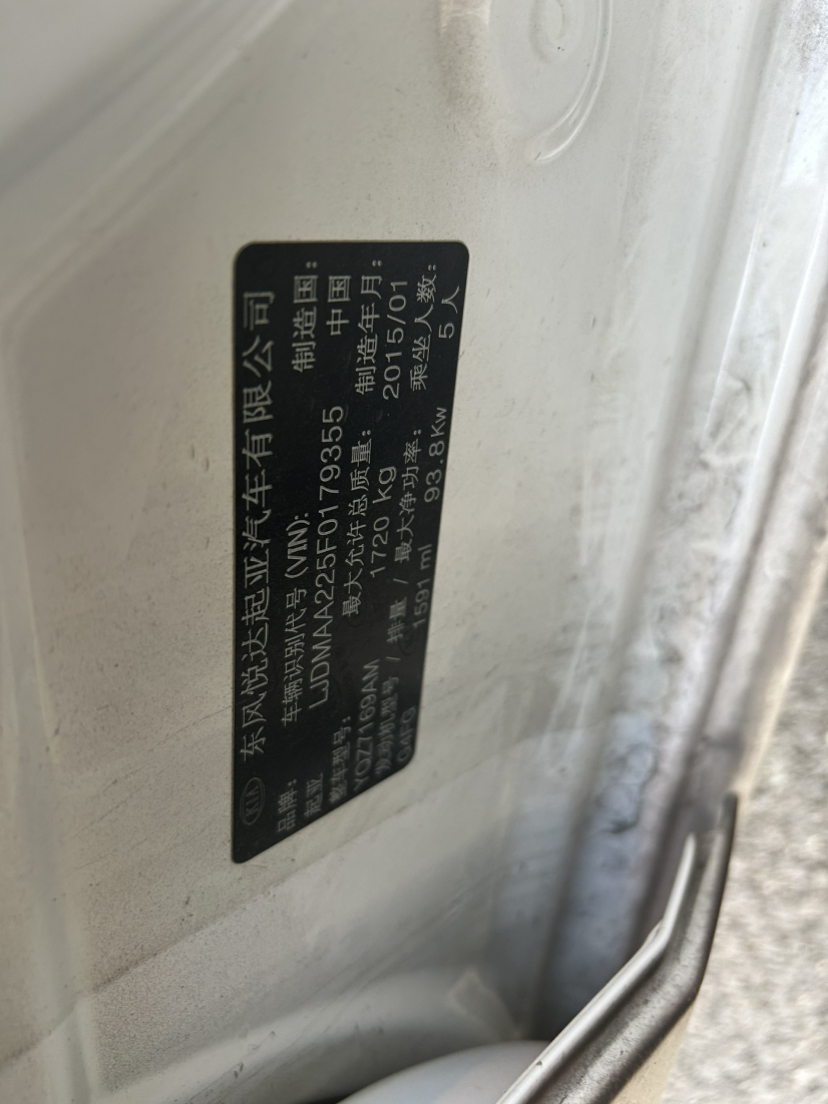 KIA 东风悦达起亚汽车有限公司
品牌: 车辆识别代号 (VIN): 制造国:
起亚 LJDMAA225F0179355 中国
整车型号: 最大允许总质量: 制造年月:
YQZ7169AM 1720 kg 2015/01
发动机型号 / 排量 / 最大净功率: 乘坐人数:
G4FG 1591 ml 93.8Kw 5 人